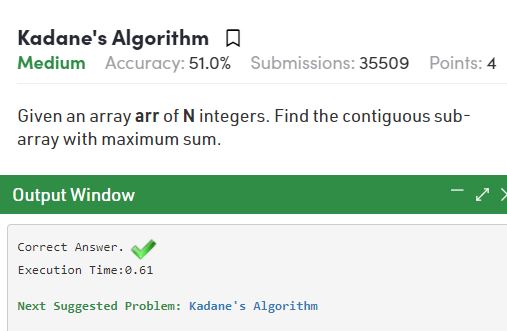 Kadane's Algorithm
Medium Accuracy: 51.0% Submissions: 35509 Points: 4
Given an array arr of N integers. Find the contiguous sub-
array with maximum sum.
Output Window
Correct Answer.
Execution Time:0.61
Next Suggested Problem: Kadane's Algorithm